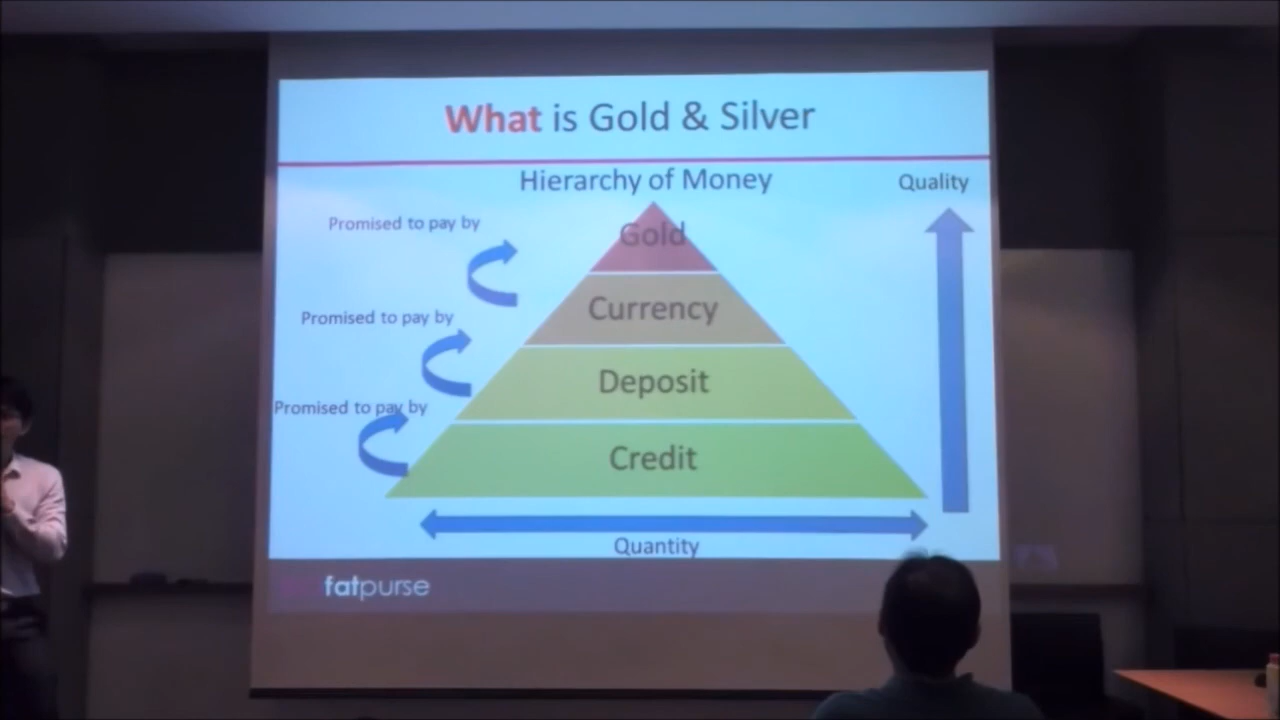 What is Gold & Silver
Hierarchy of Money
Quality
Promised to pay by
Gold
Promised to pay by
Currency
Deposit
Promised to pay by
Credit
Quantity
fatpurse